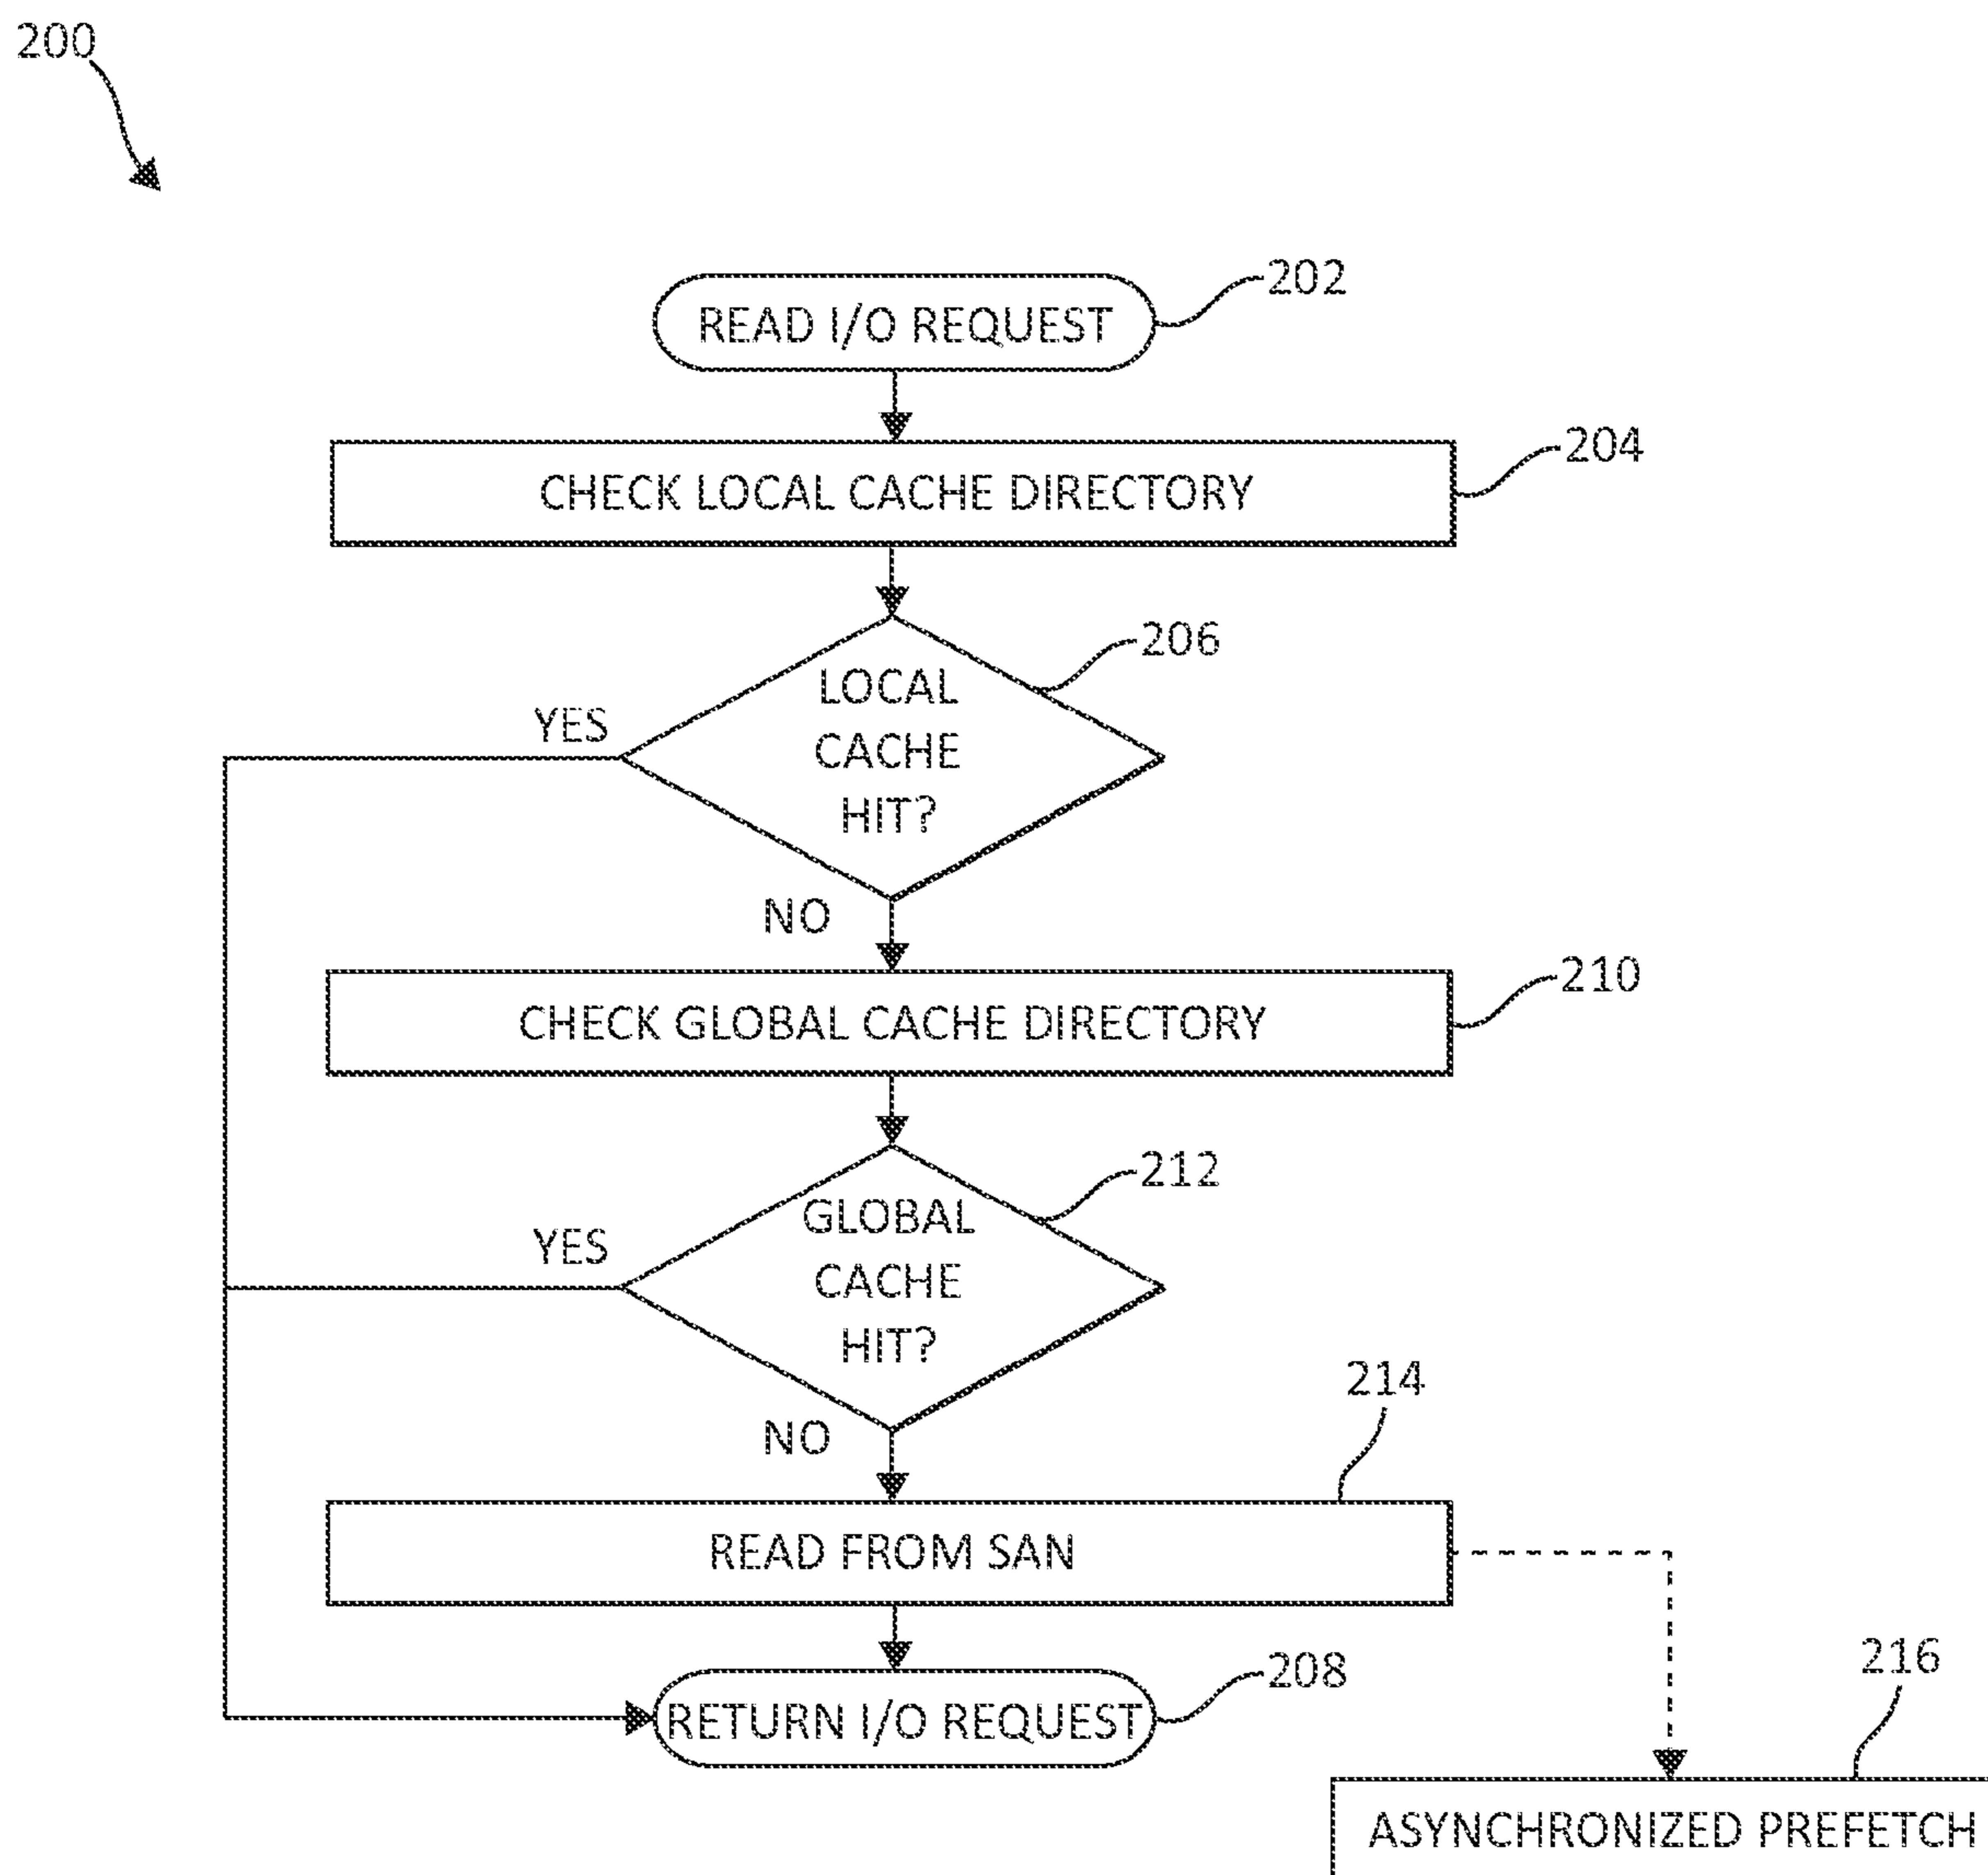 200
READ I/O REQUEST
202
CHECK LOCAL CACHE DIRECTORY
204
LOCAL
CACHE
HIT?
206
YES
NO
CHECK GLOBAL CACHE DIRECTORY
210
GLOBAL
CACHE
HIT?
212
YES
NO
214
READ FROM SAN
RETURN I/O REQUEST
208
216
ASYNCHRONIZED PREFETCH